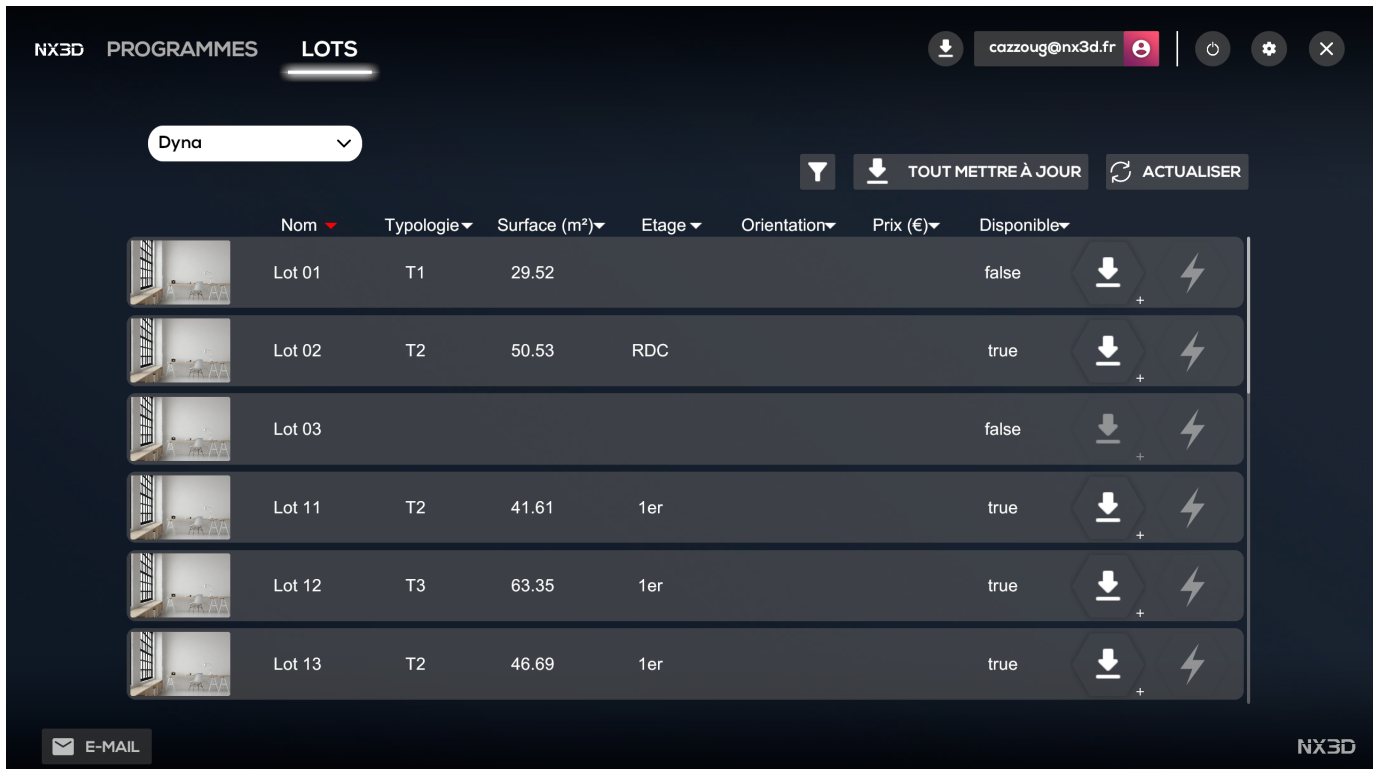 NX3D PROGRAMMES LOTS cazzoug@nx3d.fr
Dyna
TOUT METTRE À JOUR ACTUALISER
Nom Typologie Surface (m²) Etage Orientation Prix (€) Disponible
Lot 01 T1 29.52 false +
Lot 02 T2 50.53 RDC true +
Lot 03 false +
Lot 11 T2 41.61 1er true +
Lot 12 T3 63.35 1er true +
Lot 13 T2 46.69 1er true +
E-MAIL NX3D